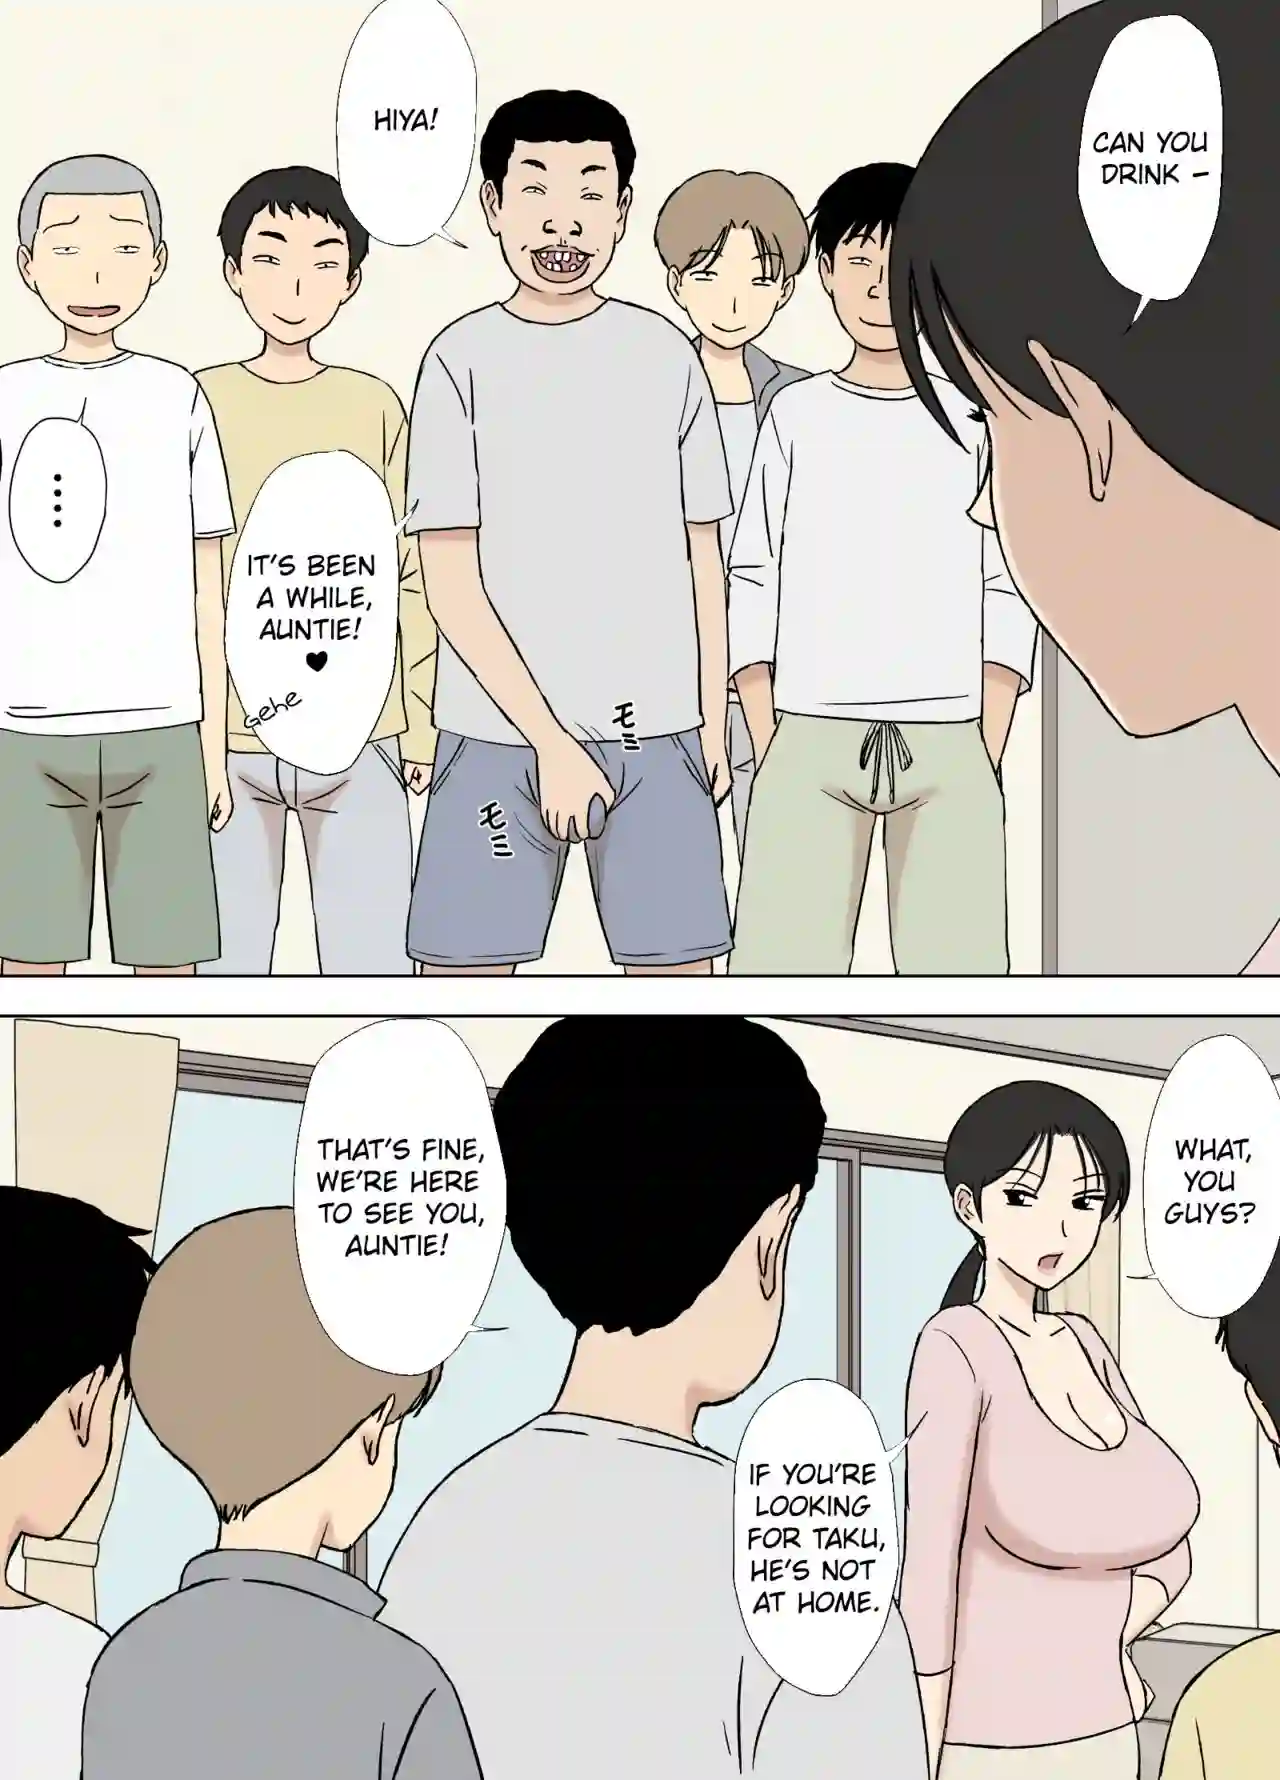 CAN YOU
DRINK –
HIYA!
IT'S BEEN
A WHILE,
AUNTIE!
♥
Gehe
モミ
モミ
....
WHAT,
YOU
GUYS?
IF YOU'RE
LOOKING
FOR TAKU,
HE'S NOT
AT HOME.
THAT'S FINE,
WE'RE HERE
TO SEE YOU,
AUNTIE!